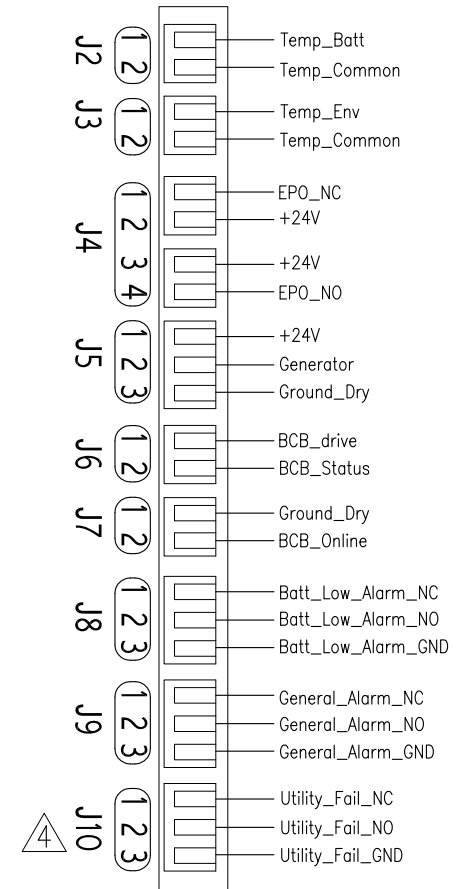 J2
1 Temp_Batt
2 Temp_Common
J3
1 Temp_Env
2 Temp_Common
J4
1 EPO_NC
2 +24V
3 +24V
4 EPO_NO
J5
1 +24V
2 Generator
3 Ground_Dry
J6
1 BCB_drive
2 BCB_Status
J7
1 Ground_Dry
2 BCB_Online
J8
1 Batt_Low_Alarm_NC
2 Batt_Low_Alarm_NO
3 Batt_Low_Alarm_GND
J9
1 General_Alarm_NC
2 General_Alarm_NO
3 General_Alarm_GND
4
J10
1 Utility_Fail_NC
2 Utility_Fail_NO
3 Utility_Fail_GND